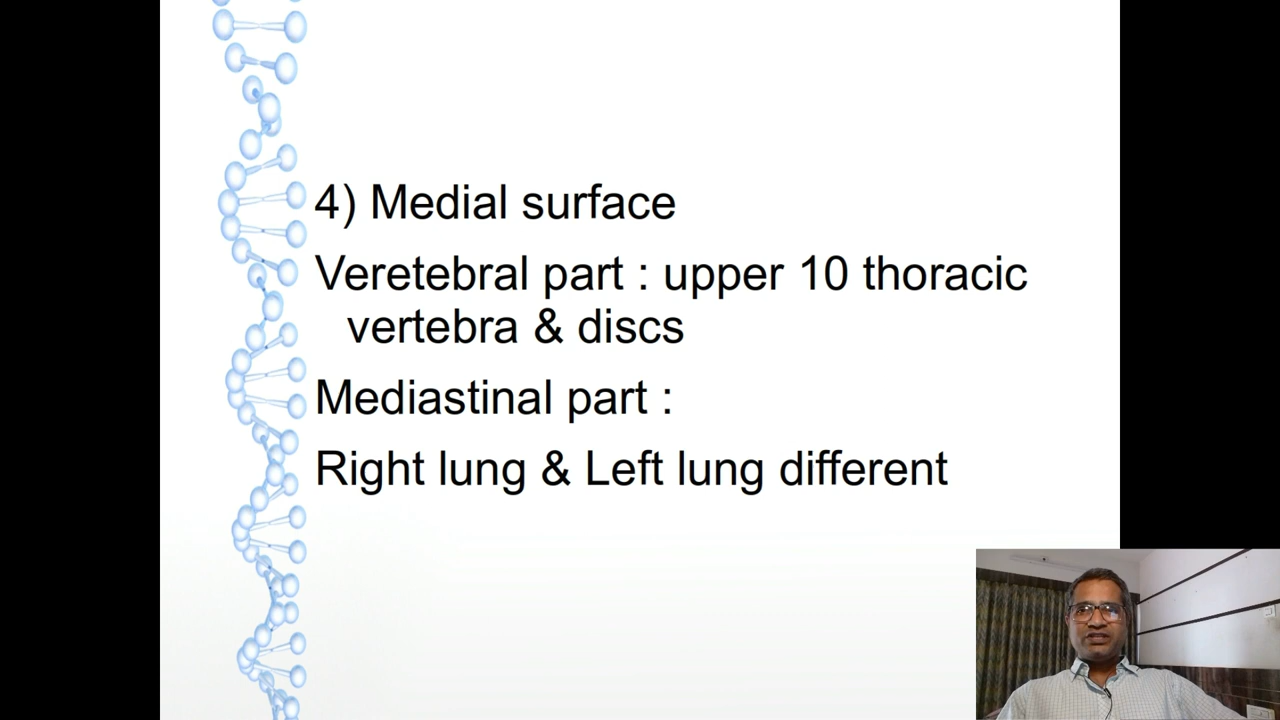 4) Medial surface
Veretebral part : upper 10 thoracic
vertebra & discs
Mediastinal part :
Right lung & Left lung different